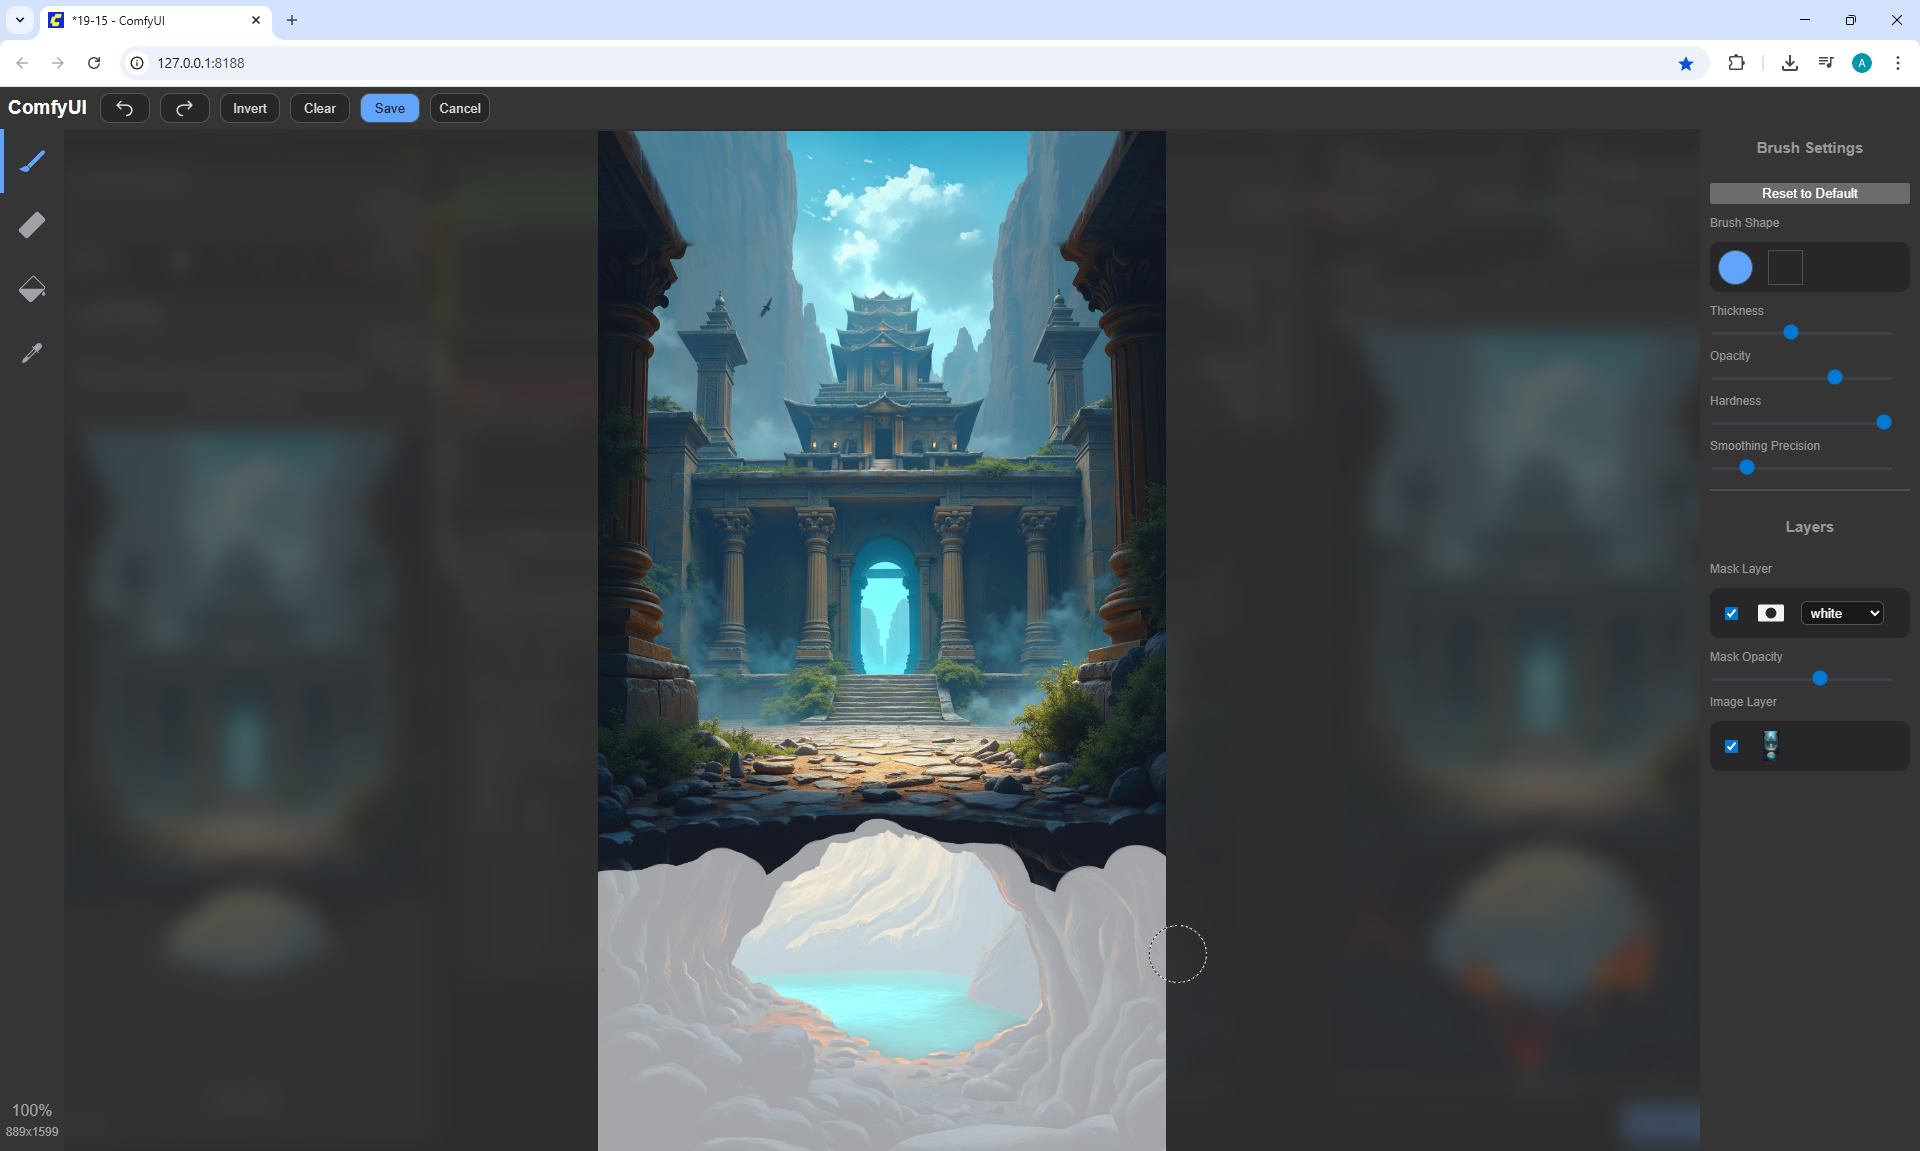 *19-15 - ComfyUI
127.0.0.1:8188
A
ComfyUI
Invert
Clear
Save
Cancel
Brush Settings
Reset to Default
Brush Shape
Thickness
Opacity
Hardness
Smoothing Precision
Layers
Mask Layer
white
Mask Opacity
Image Layer
100%
889x1599